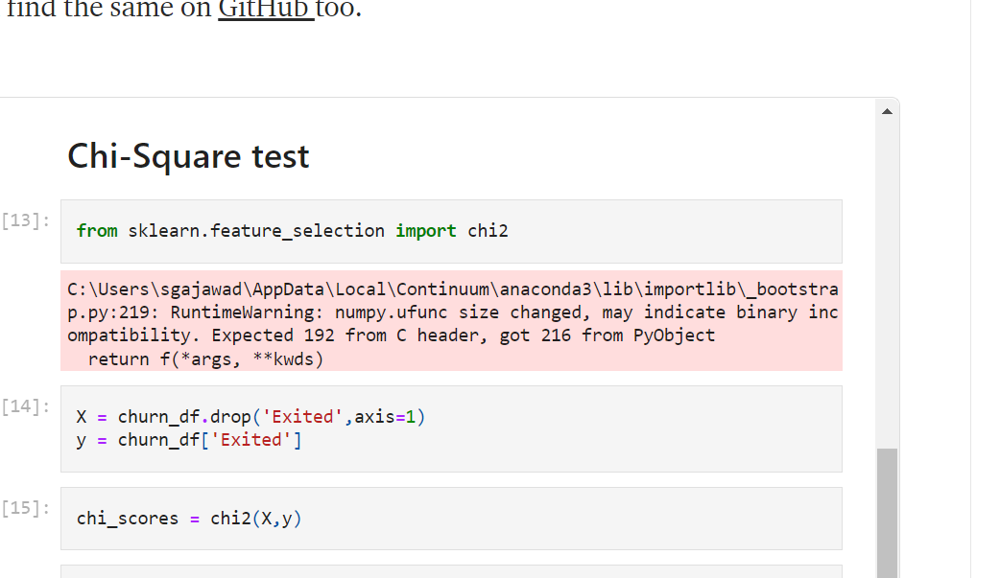 find the same on GitHub too.
Chi-Square test
[13]:
from sklearn.feature_selection import chi2
C:\Users\sgajawad\AppData\Local\Continuum\anaconda3\lib\importlib\_bootstra
p.py:219: RuntimeWarning: numpy.ufunc size changed, may indicate binary inc
ompatibility. Expected 192 from C header, got 216 from PyObject
  return f(*args, **kwds)
[14]:
X = churn_df.drop('Exited',axis=1)
y = churn_df['Exited']
[15]:
chi_scores = chi2(X,y)